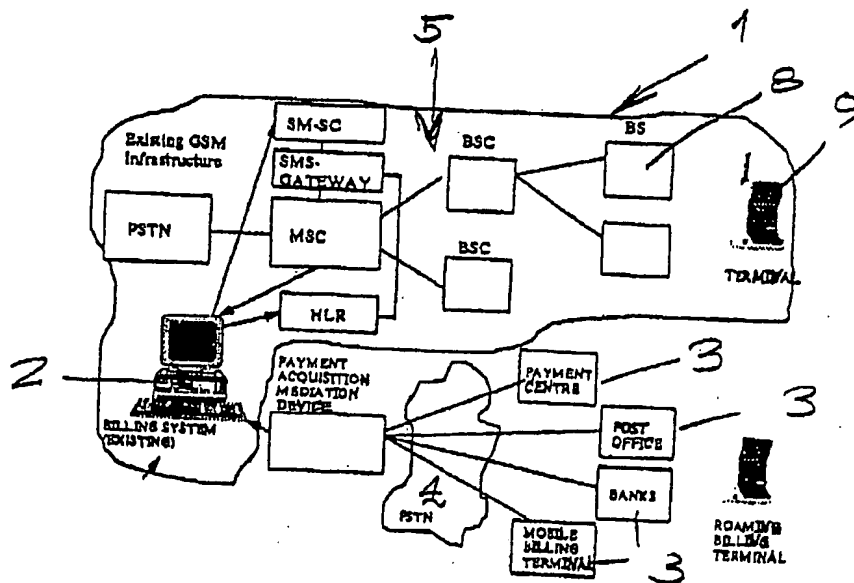 5
1
8
9
SM-SC
Existing GSM
Infrastructure
SMS-
GATEWAY
BSC
BS
PSTN
MSC
BSC
TERMINAL
HLR
2
PAYMENT
ACQUISITION
MEDIATION
DEVICE
PAYMENT
CENTRE
3
BILLING SYSTEM
(EXISTING)
POST
OFFICE
3
4
PSTN
BANKS
MOBILE
BILLING
TERMINAL
3
ROAMING
BILLING
TERMINAL